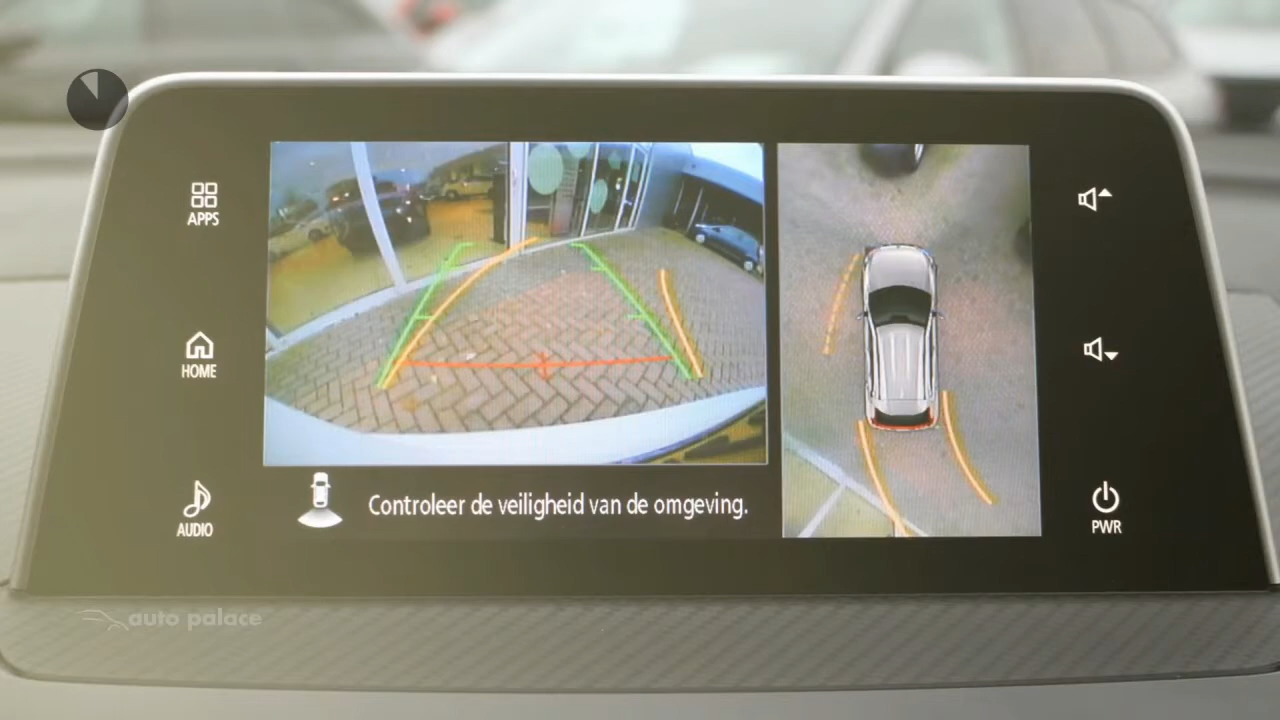 APPS
HOME
AUDIO
Controleer de veiligheid van de omgeving.
PWR
auto palace